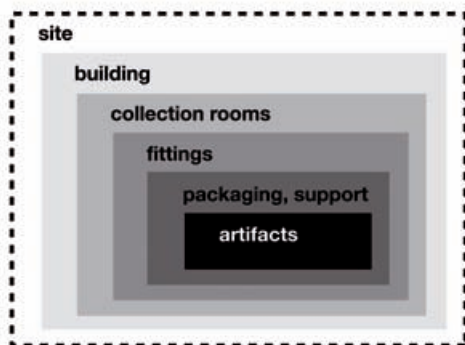 site
building
collection rooms
fittings
packaging, support
artifacts